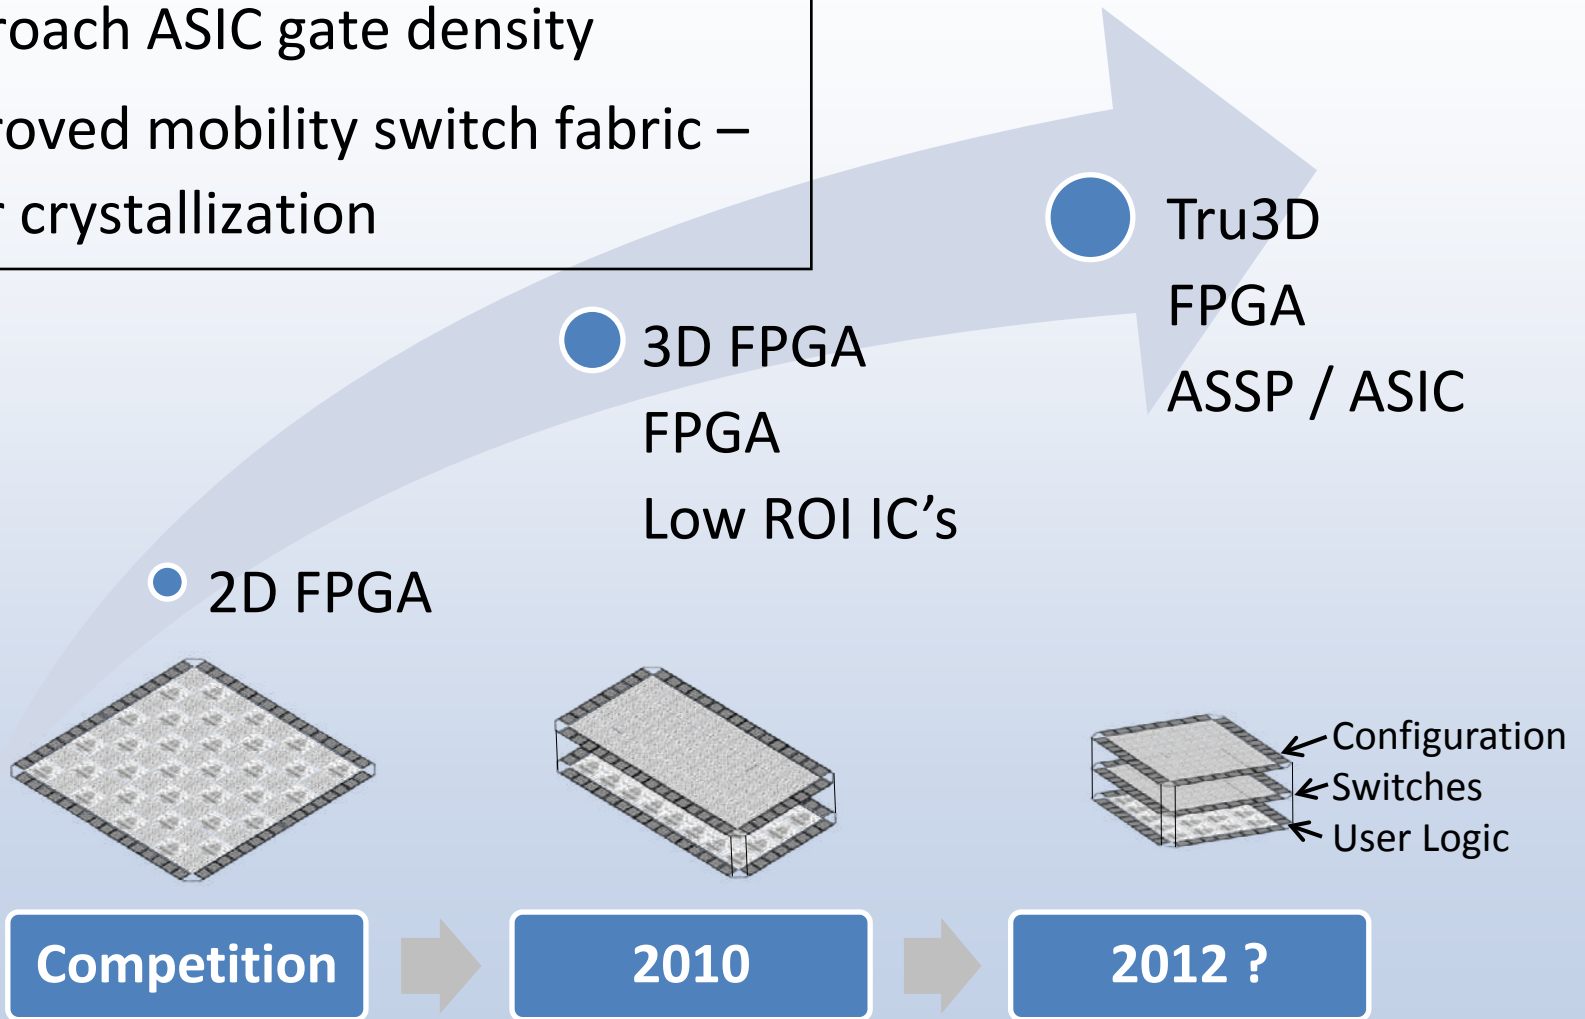 roach ASIC gate density
roved mobility switch fabric –
r crystallization
Tru3D
FPGA
ASSP / ASIC
3D FPGA
FPGA
Low ROI IC’s
2D FPGA
Configuration
Switches
User Logic
Competition
2010
2012 ?